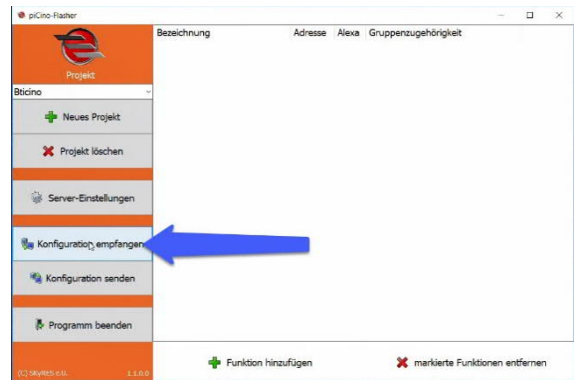 piCino-Flasher
Projekt
Bticino
Neues Projekt
Projekt löschen
Server-Einstellungen
Konfiguration empfangen
Konfiguration senden
Programm beenden
1.1.0.0
Bezeichnung Adresse Alexa Gruppenzugehörigkeit
Funktion hinzufügen markierte Funktionen entfernen